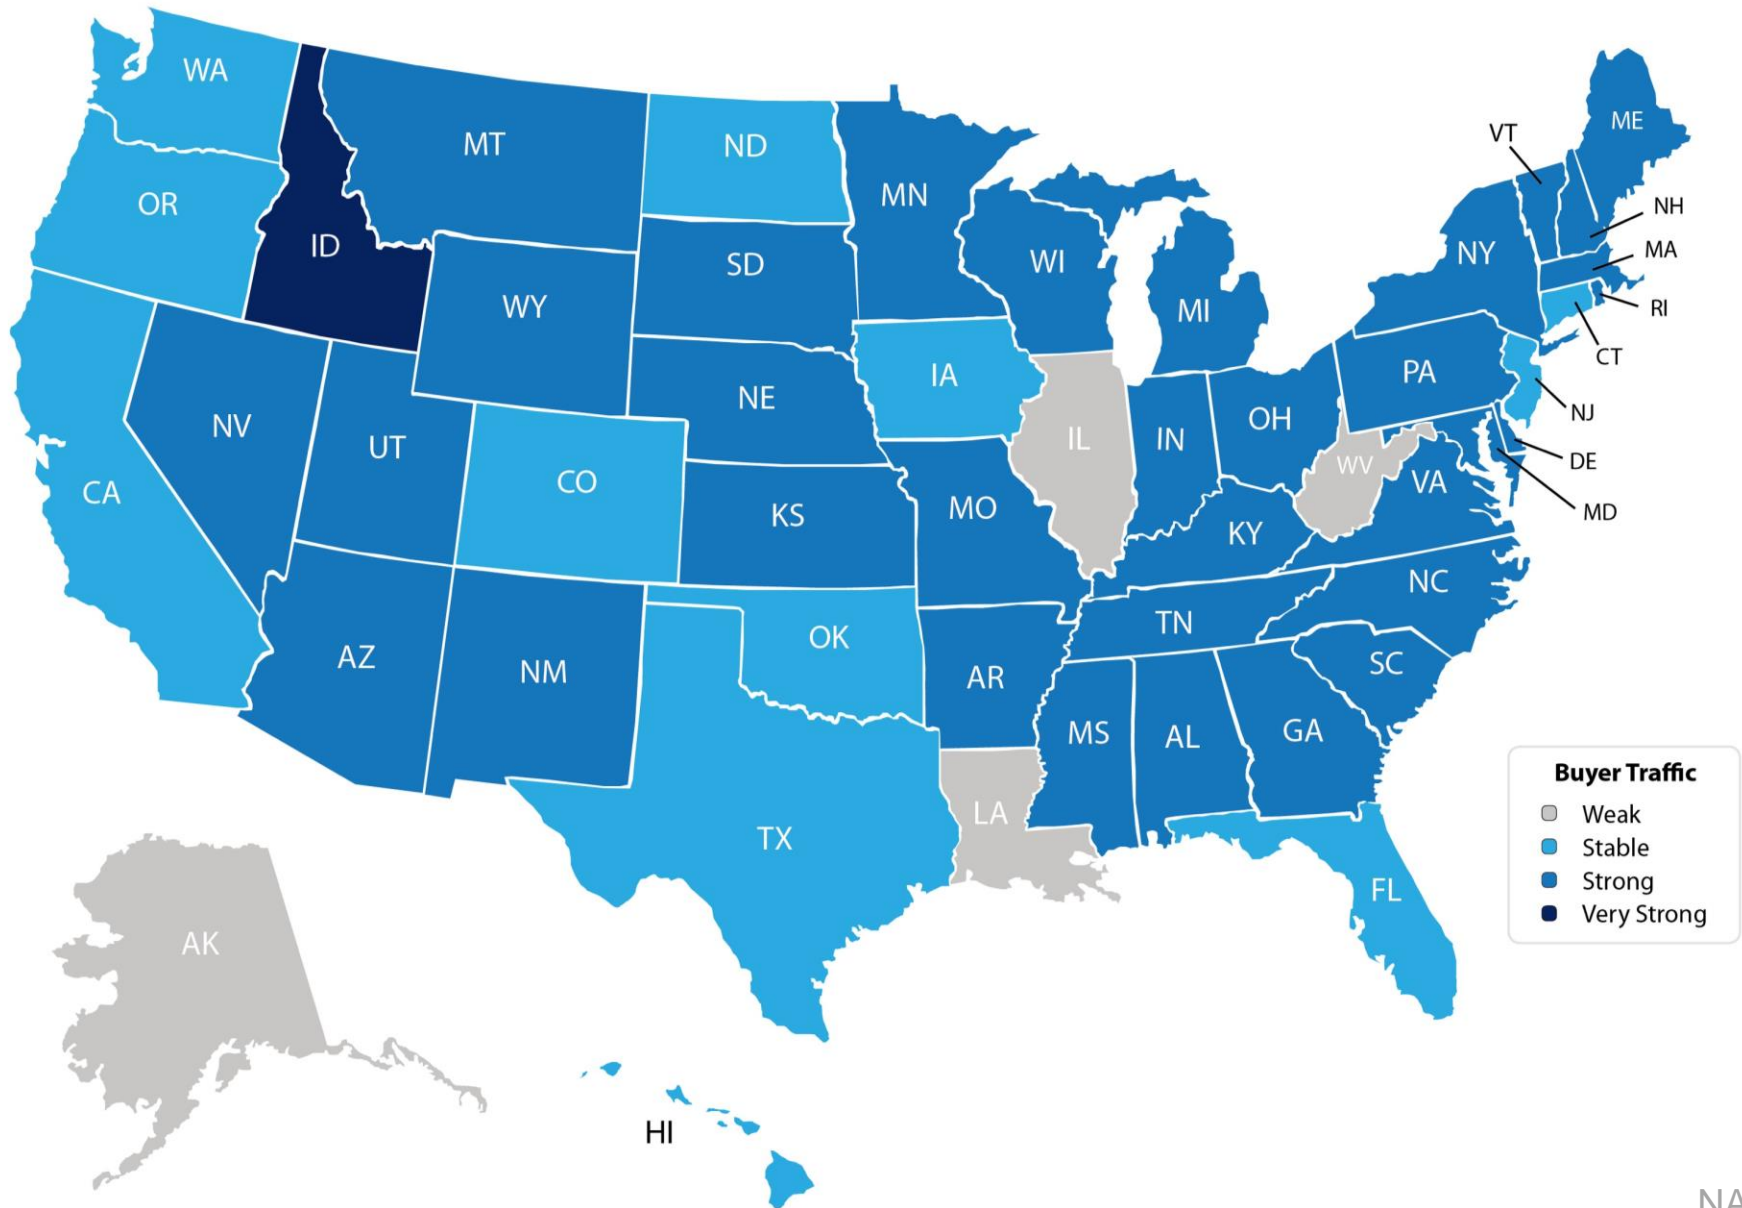 WA
MT
ND
MN
ME
VT
OR
ID
SD
WI
MI
NY
NH
MA
RI
CT
WY
NE
IA
PA
NJ
NV
UT
CO
KS
MO
IL
IN
OH
WV
VA
DE
MD
CA
KY
NC
TN
AZ
NM
OK
AR
SC
MS
AL
GA
LA
TX
FL
Buyer Traffic
Weak
Stable
Strong
Very Strong
AK
HI
NA